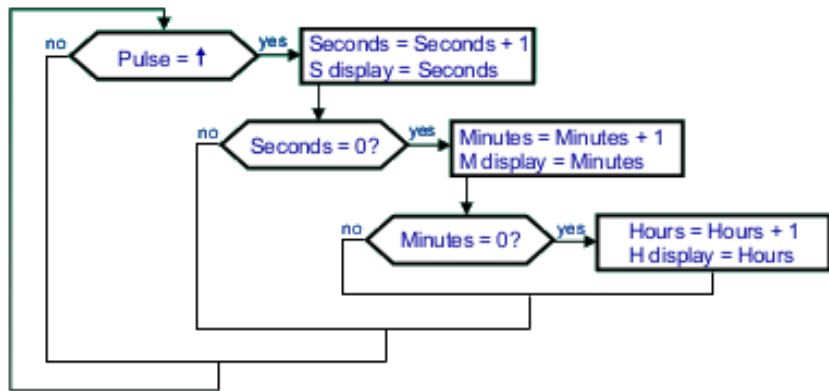 no
Pulse = ↑
yes
Seconds = Seconds + 1
S display = Seconds
no
Seconds = 0?
yes
Minutes = Minutes + 1
M display = Minutes
no
Minutes = 0?
yes
Hours = Hours + 1
H display = Hours